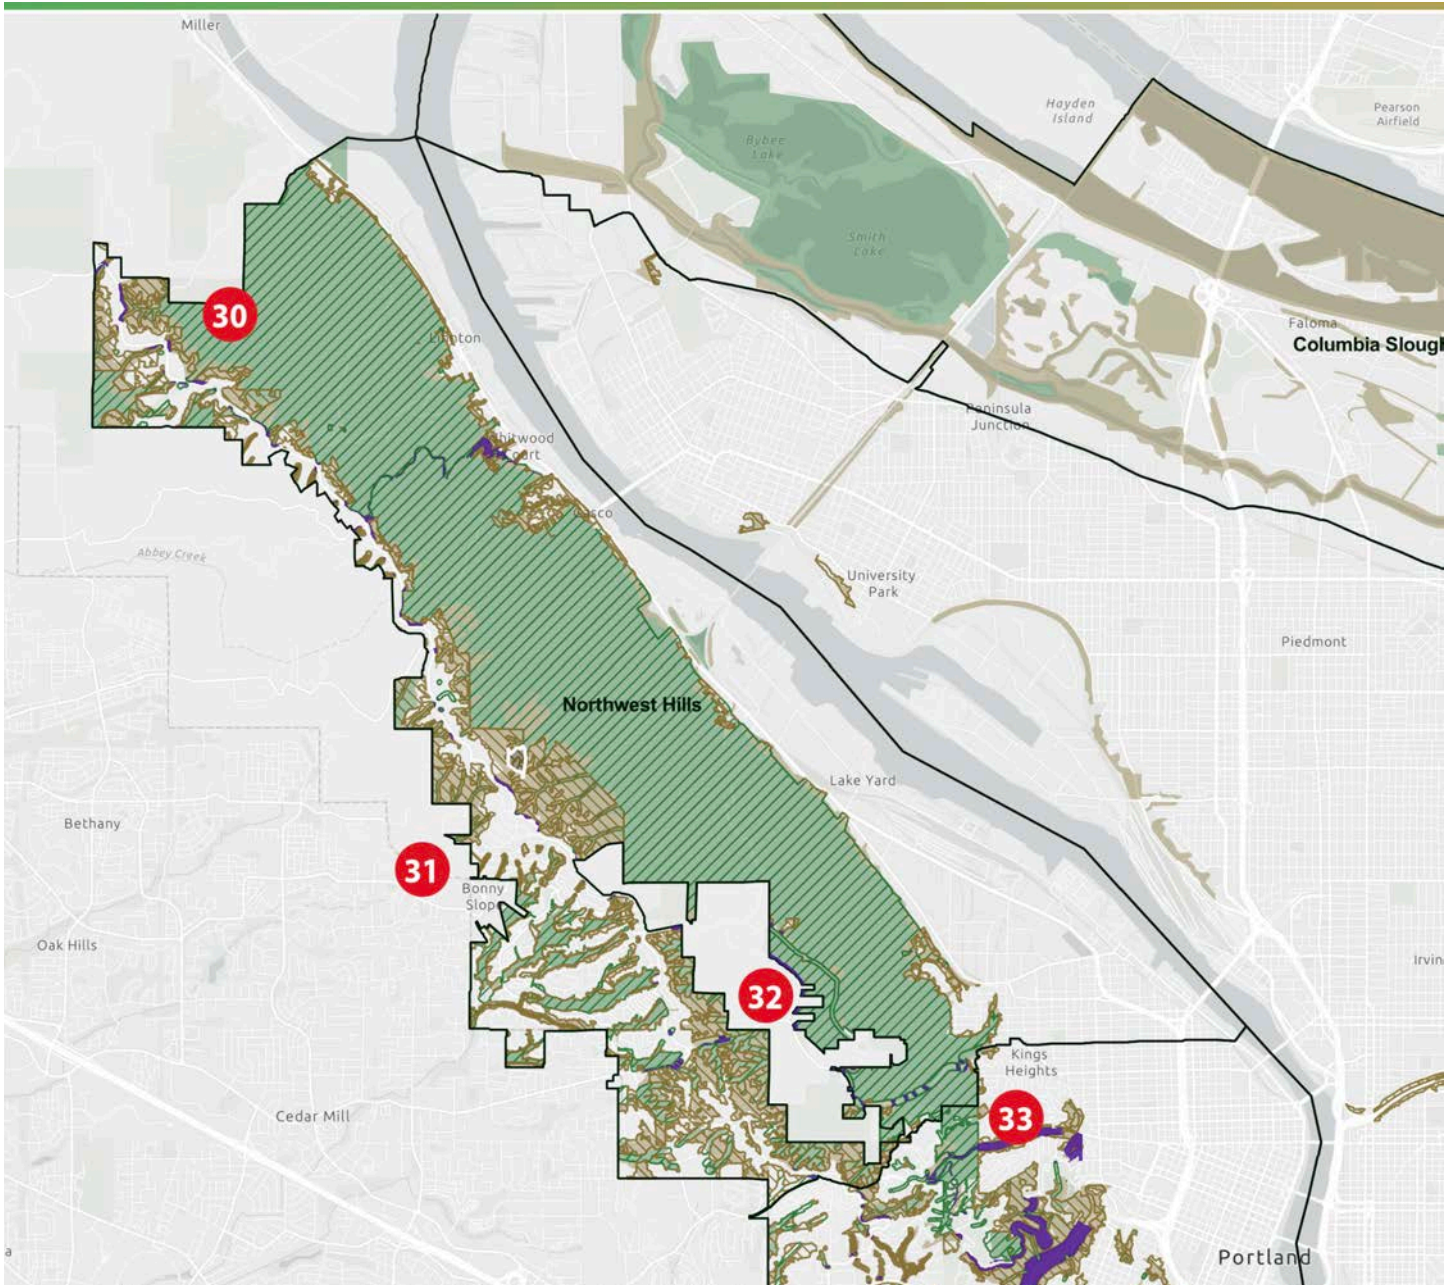 Miller
Hayden
Island
Pearson
Airfield
Bybee
Lake
Smith
Lake
30
Linnton
Faloma
Columbia Slough
Peninsula
Junction
Whitwood
Court
Abbey Creek
University
Park
Piedmont
Northwest Hills
Lake Yard
Bethany
31
Bonny
Slope
Oak Hills
Irvin
32
Kings
Heights
Cedar Mill
33
Portland
a